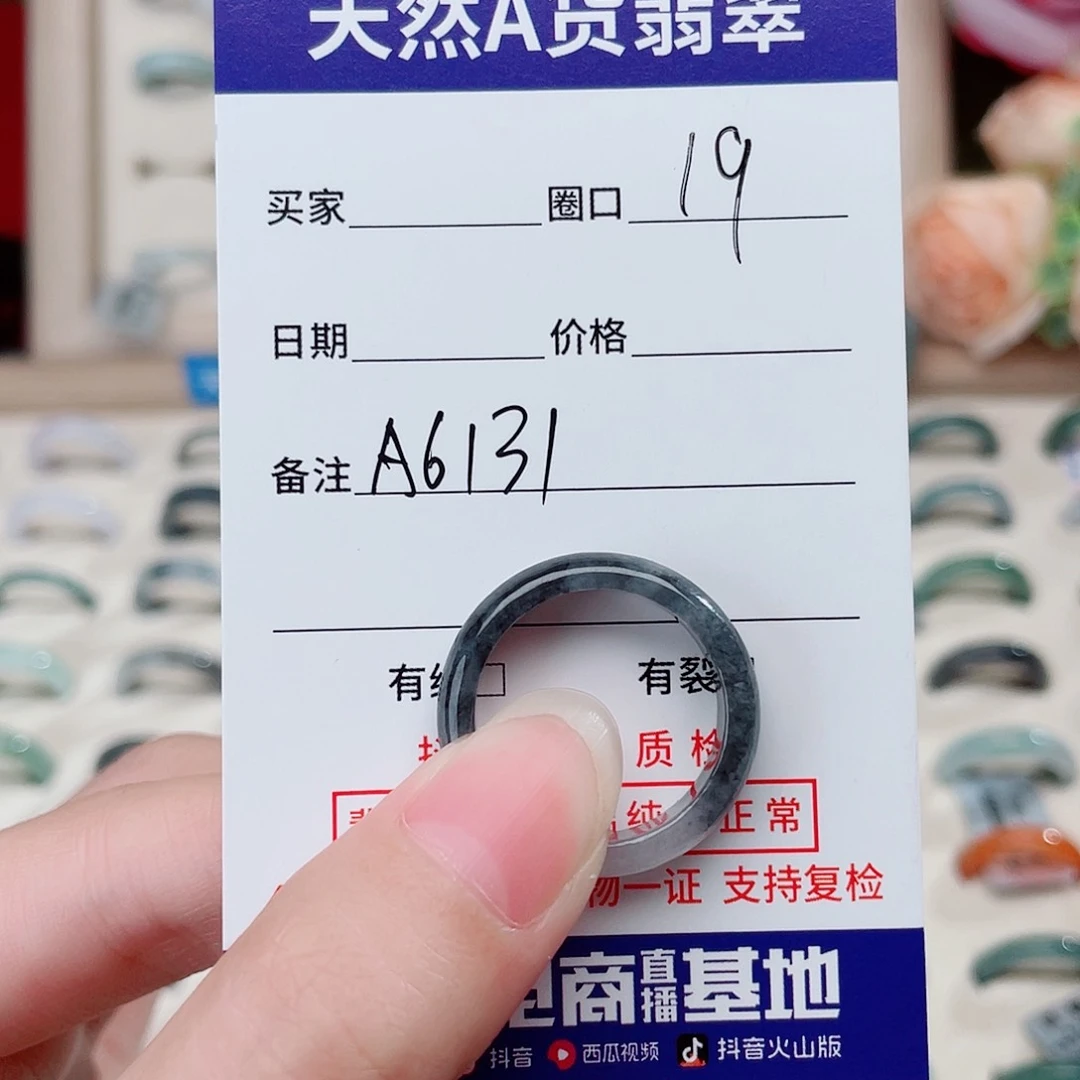 天然A货翡翠
买家 圈口 19
日期 价格
备注 A6131
有 有裂
质检
纯 正常
物一证 支持复检
电商直播基地
抖音 西瓜视频 抖音火山版